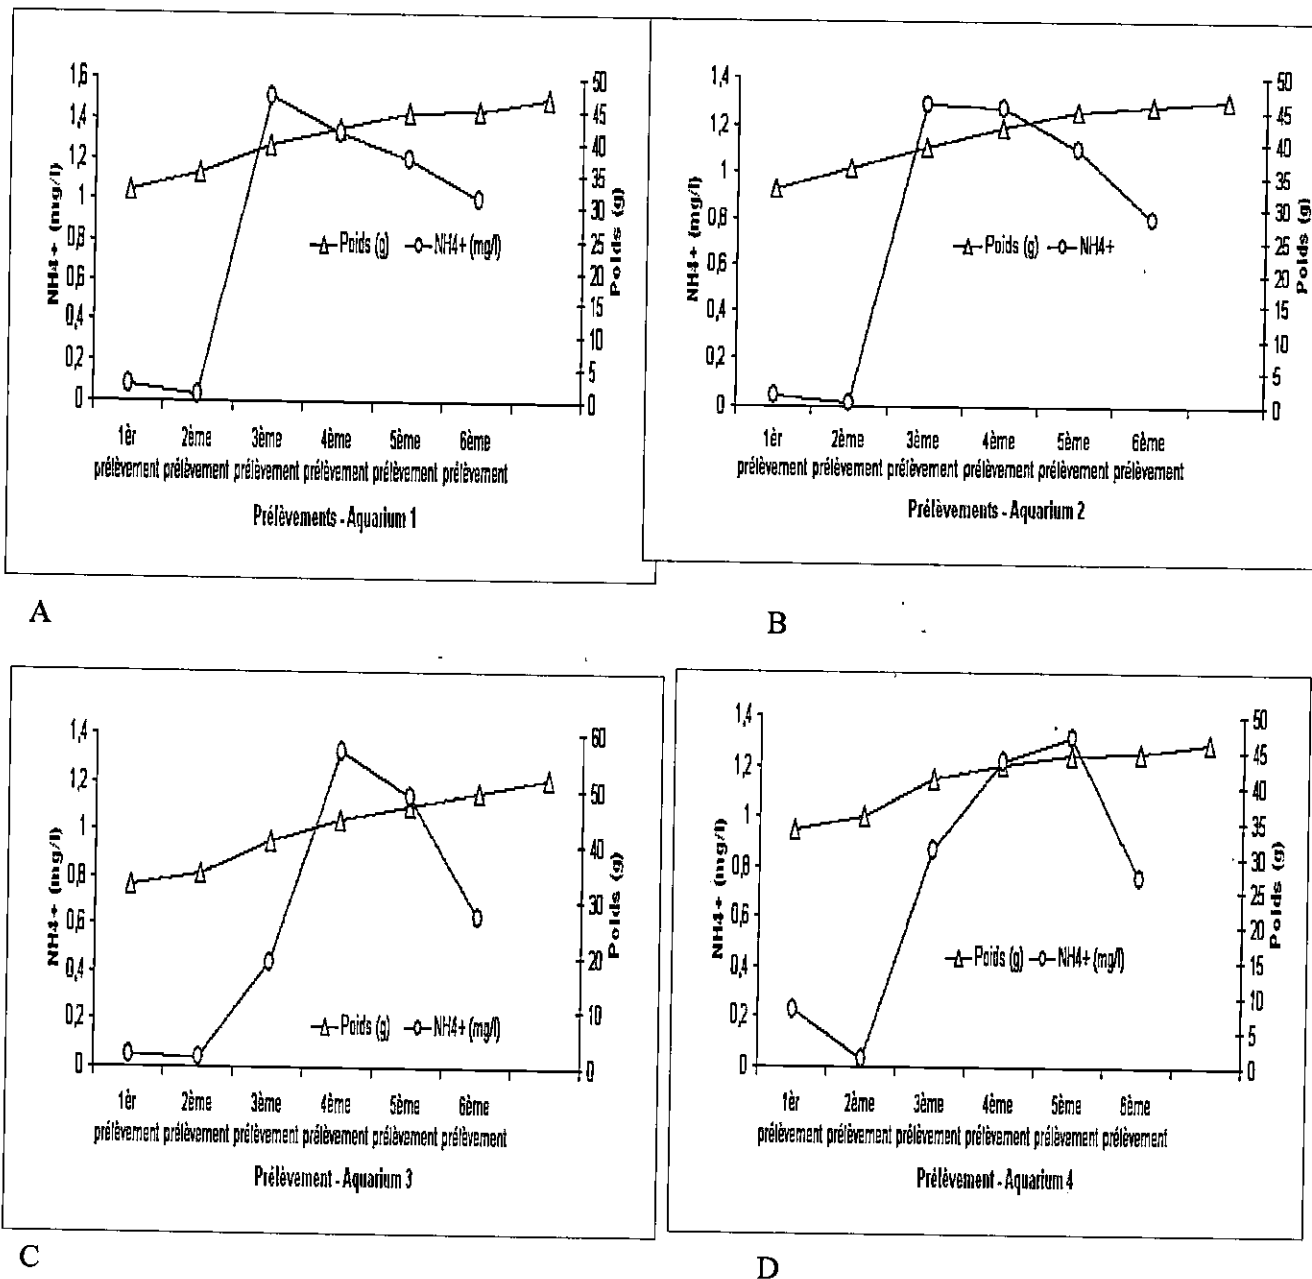 1,6
1,4
1,2
1
0,8
0,6
0,4
0,2
0
NH4+ (mg/l)
50
45
40
35
30
25
20
15
10
5
0
Poids (g)
Poids (g) NH4+ (mg/l)
1èr 2ème 3ème 4ème 5ème 6ème
prélèvement prélèvement prélèvement prélèvement prélèvement prélèvement
Prélèvements - Aquarium 1
A
1,4
1,2
1
0,8
0,6
0,4
0,2
0
NH4+ (mg/l)
50
45
40
35
30
25
20
15
10
5
0
Poids (g)
Poids (g) NH4+
1èr 2ème 3ème 4ème 5ème 6ème
prélèvement prélèvement prélèvement prélèvement prélèvement prélèvement
Prélèvements - Aquarium 2
B
1,4
1,2
1
0,8
0,6
0,4
0,2
0
NH4+ (mg/l)
60
50
40
30
20
10
0
Poids (g)
Poids (g) NH4+ (mg/l)
1èr 2ème 3ème 4ème 5ème 6ème
prélèvement prélèvement prélèvement prélèvement prélèvement prélèvement
Prélèvement - Aquarium 3
C
1,4
1,2
1
0,8
0,6
0,4
0,2
0
NH4+ (mg/l)
50
45
40
35
30
25
20
15
10
5
0
Poids (g)
Poids (g) NH4+ (mg/l)
1èr 2ème 3ème 4ème 5ème 6ème
prélèvement prélèvement prélèvement prélèvement prélèvement prélèvement
Prélèvement - Aquarium 4
D